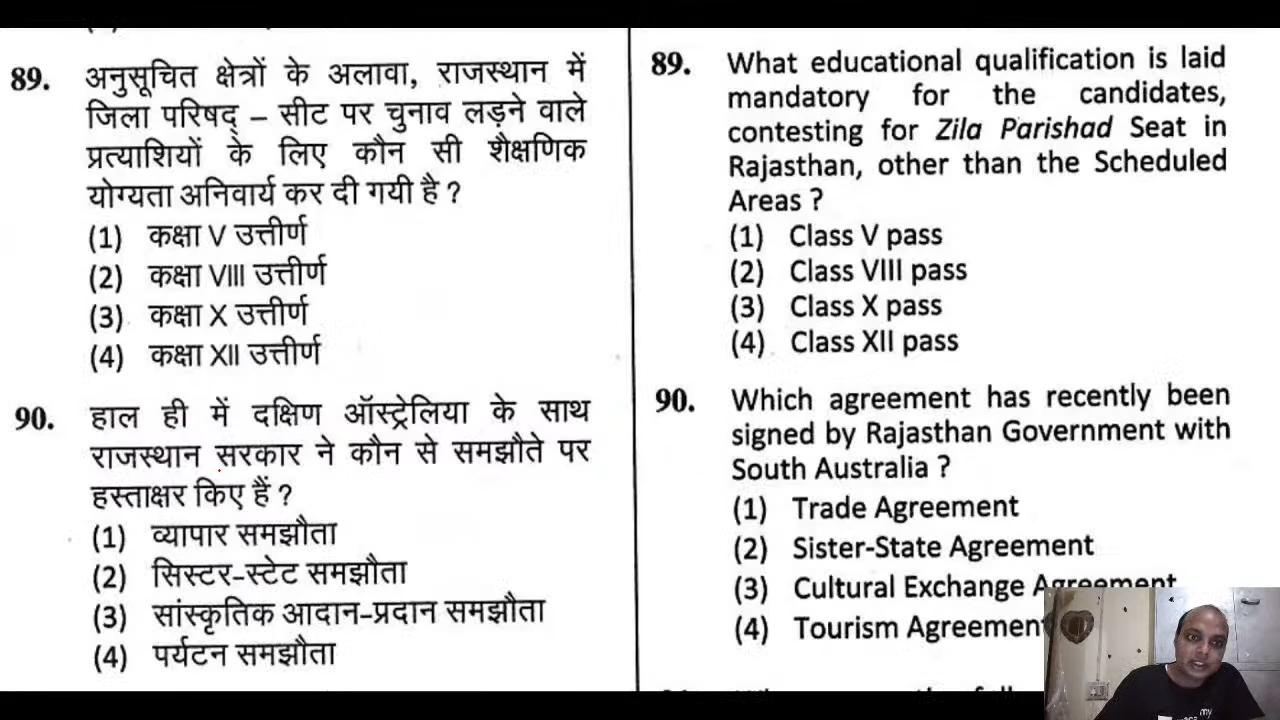 89. अनुसूचित क्षेत्रों के अलावा, राजस्थान में
जिला परिषद् – सीट पर चुनाव लड़ने वाले
प्रत्याशियों के लिए कौन सी शैक्षणिक
योग्यता अनिवार्य कर दी गयी है ?
(1) कक्षा V उत्तीर्ण
(2) कक्षा VIII उत्तीर्ण
(3) कक्षा X उत्तीर्ण
(4) कक्षा XII उत्तीर्ण
90. हाल ही में दक्षिण ऑस्ट्रेलिया के साथ
राजस्थान सरकार ने कौन से समझौते पर
हस्ताक्षर किए हैं ?
(1) व्यापार समझौता
(2) सिस्टर-स्टेट समझौता
(3) सांस्कृतिक आदान-प्रदान समझौता
(4) पर्यटन समझौता
89. What educational qualification is laid
mandatory for the candidates,
contesting for Zila Parishad Seat in
Rajasthan, other than the Scheduled
Areas ?
(1) Class V pass
(2) Class VIII pass
(3) Class X pass
(4) Class XII pass
90. Which agreement has recently been
signed by Rajasthan Government with
South Australia ?
(1) Trade Agreement
(2) Sister-State Agreement
(3) Cultural Exchange Agreement
(4) Tourism Agreement
my